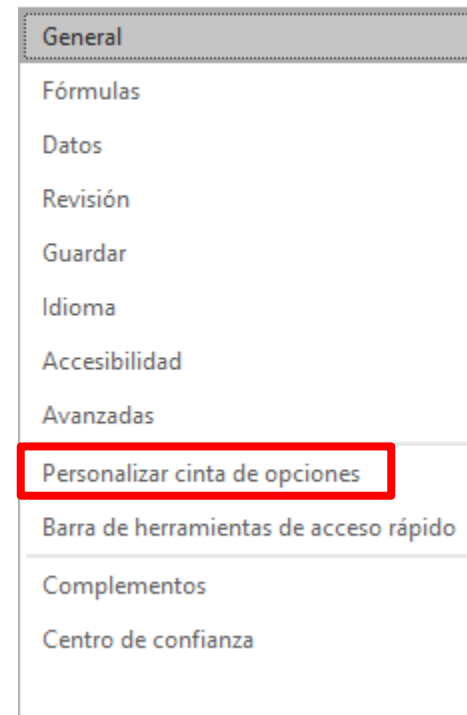 General
Fórmulas
Datos
Revisión
Guardar
Idioma
Accesibilidad
Avanzadas
Personalizar cinta de opciones
Barra de herramientas de acceso rápido
Complementos
Centro de confianza